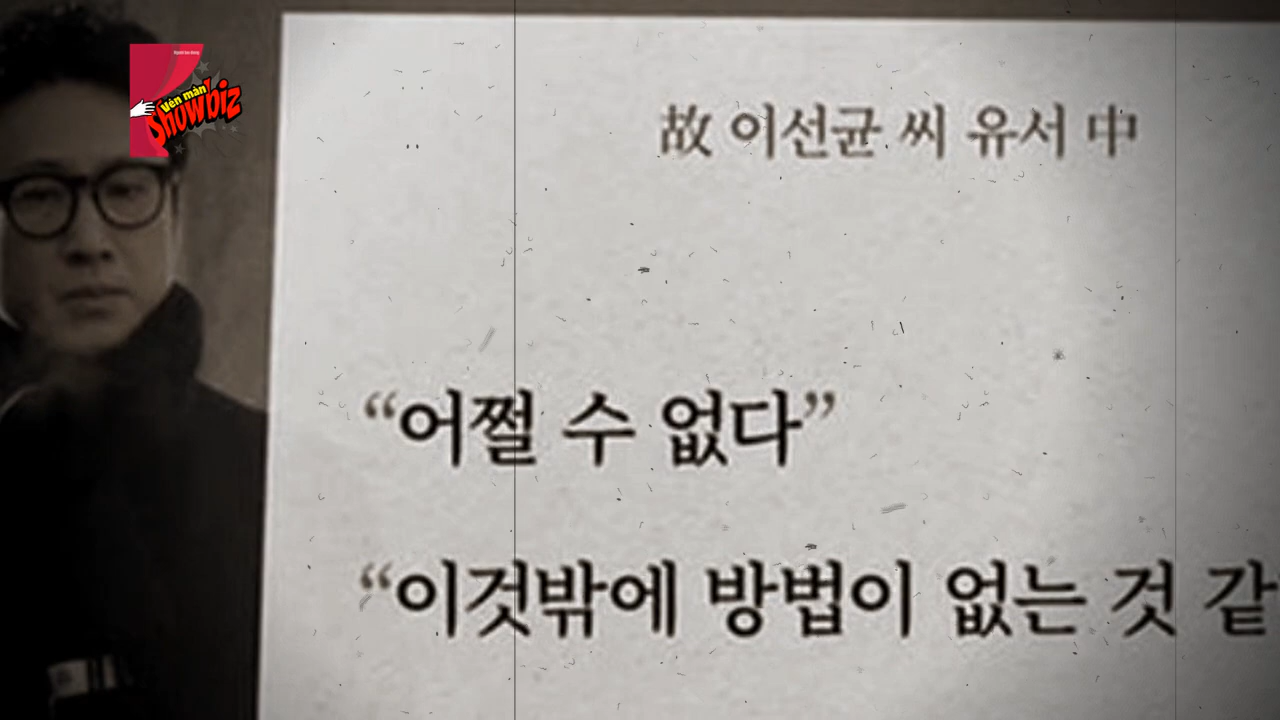 Vén màn
Showbiz
故 이선균 씨 유서 中
“어쩔 수 없다”
“이것밖에 방법이 없는 것 같